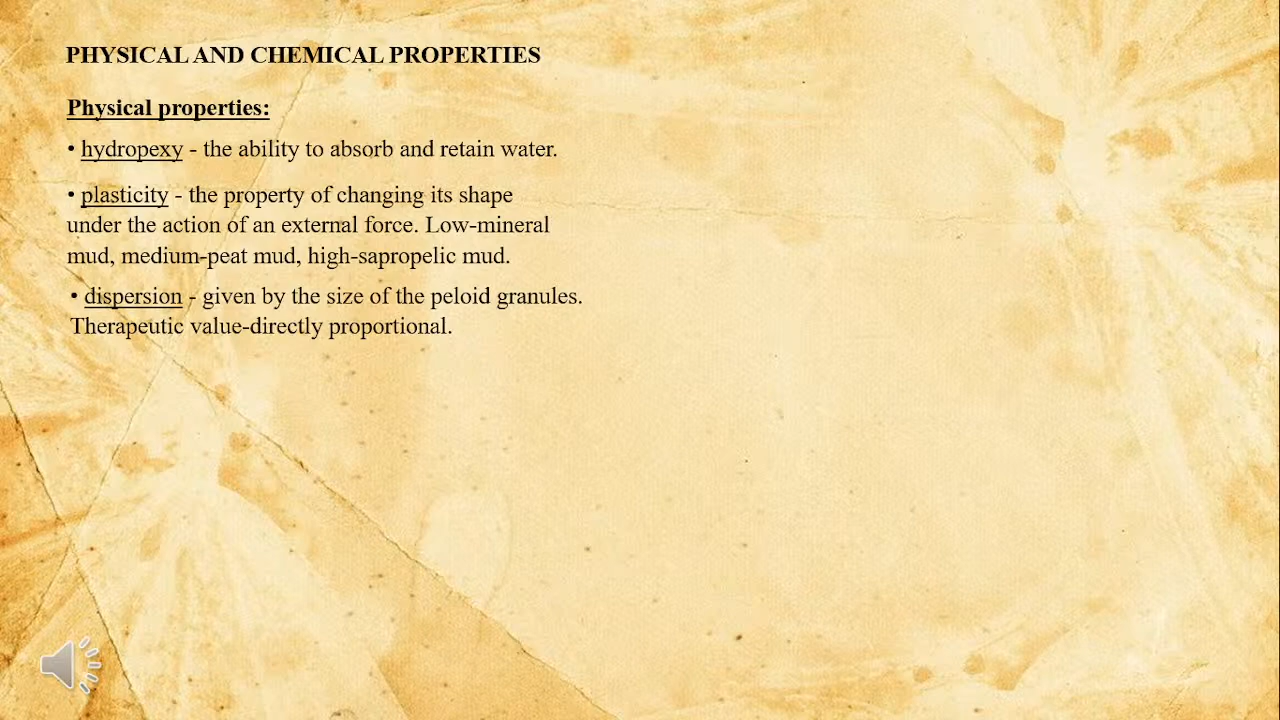 PHYSICAL AND CHEMICAL PROPERTIES
Physical properties:
• hydropexy - the ability to absorb and retain water.
• plasticity - the property of changing its shape
under the action of an external force. Low-mineral
mud, medium-peat mud, high-sapropelic mud.
• dispersion - given by the size of the peloid granules.
Therapeutic value-directly proportional.